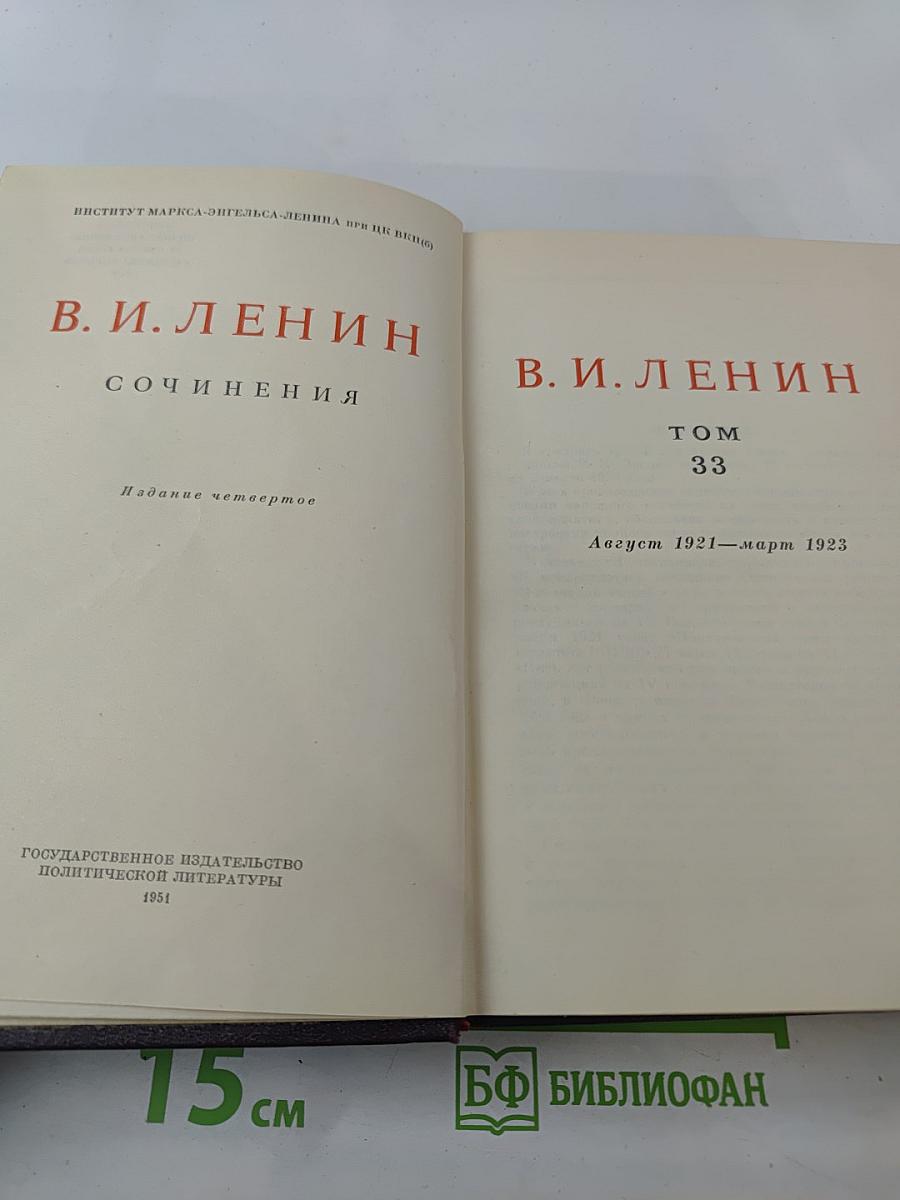 ИНСТИТУТ МАРКСА-ЭНГЕЛЬСА-ЛЕНИНА ПРИ ЦК ВКП(б)
В. И. ЛЕНИН
СОЧИНЕНИЯ
Издание четвертое
ГОСУДАРСТВЕННОЕ ИЗДАТЕЛЬСТВО
ПОЛИТИЧЕСКОЙ ЛИТЕРАТУРЫ
1951
В. И. ЛЕНИН
ТОМ
33
Август 1921—март 1923
15 см
БФ БИБЛИОФАН